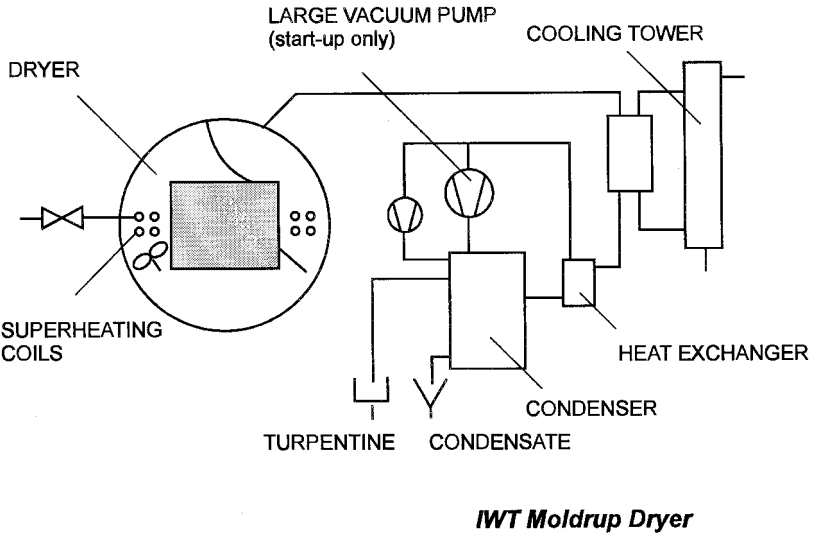 LARGE VACUUM PUMP
(start-up only)
COOLING TOWER
DRYER
SUPERHEATING
COILS
HEAT EXCHANGER
CONDENSER
TURPENTINE
CONDENSATE
IWT Moldrup Dryer